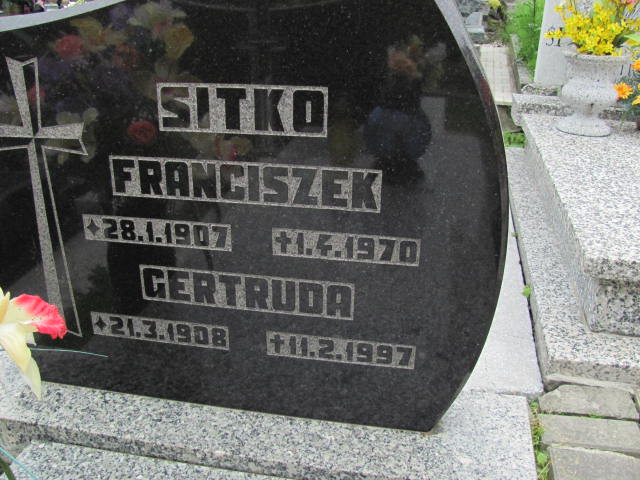 SITKO
FRANCISZEK
✦28.1.1907 ✝1.4.1970
GERTRUDA
✦21.3.1908 ✝11.2.1997